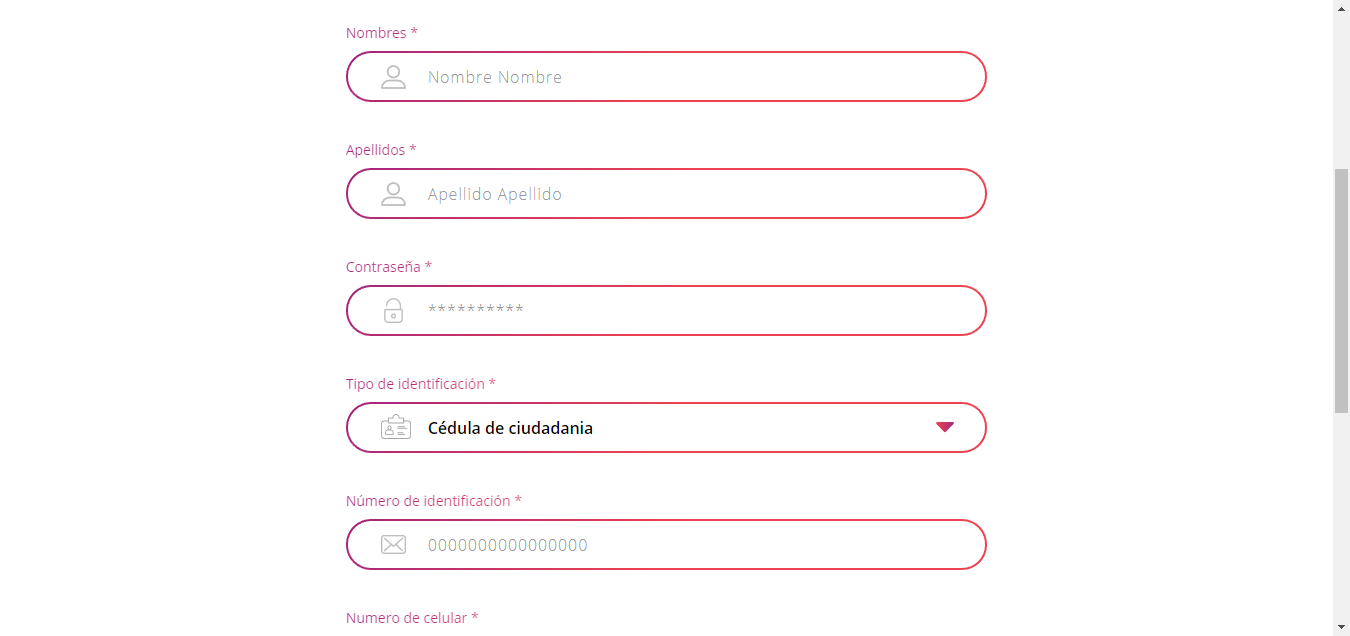 Nombres *
Nombre Nombre
Apellidos *
Apellido Apellido
Contraseña *
**********
Tipo de identificación *
Cédula de ciudadania
Número de identificación *
0000000000000000
Numero de celular *